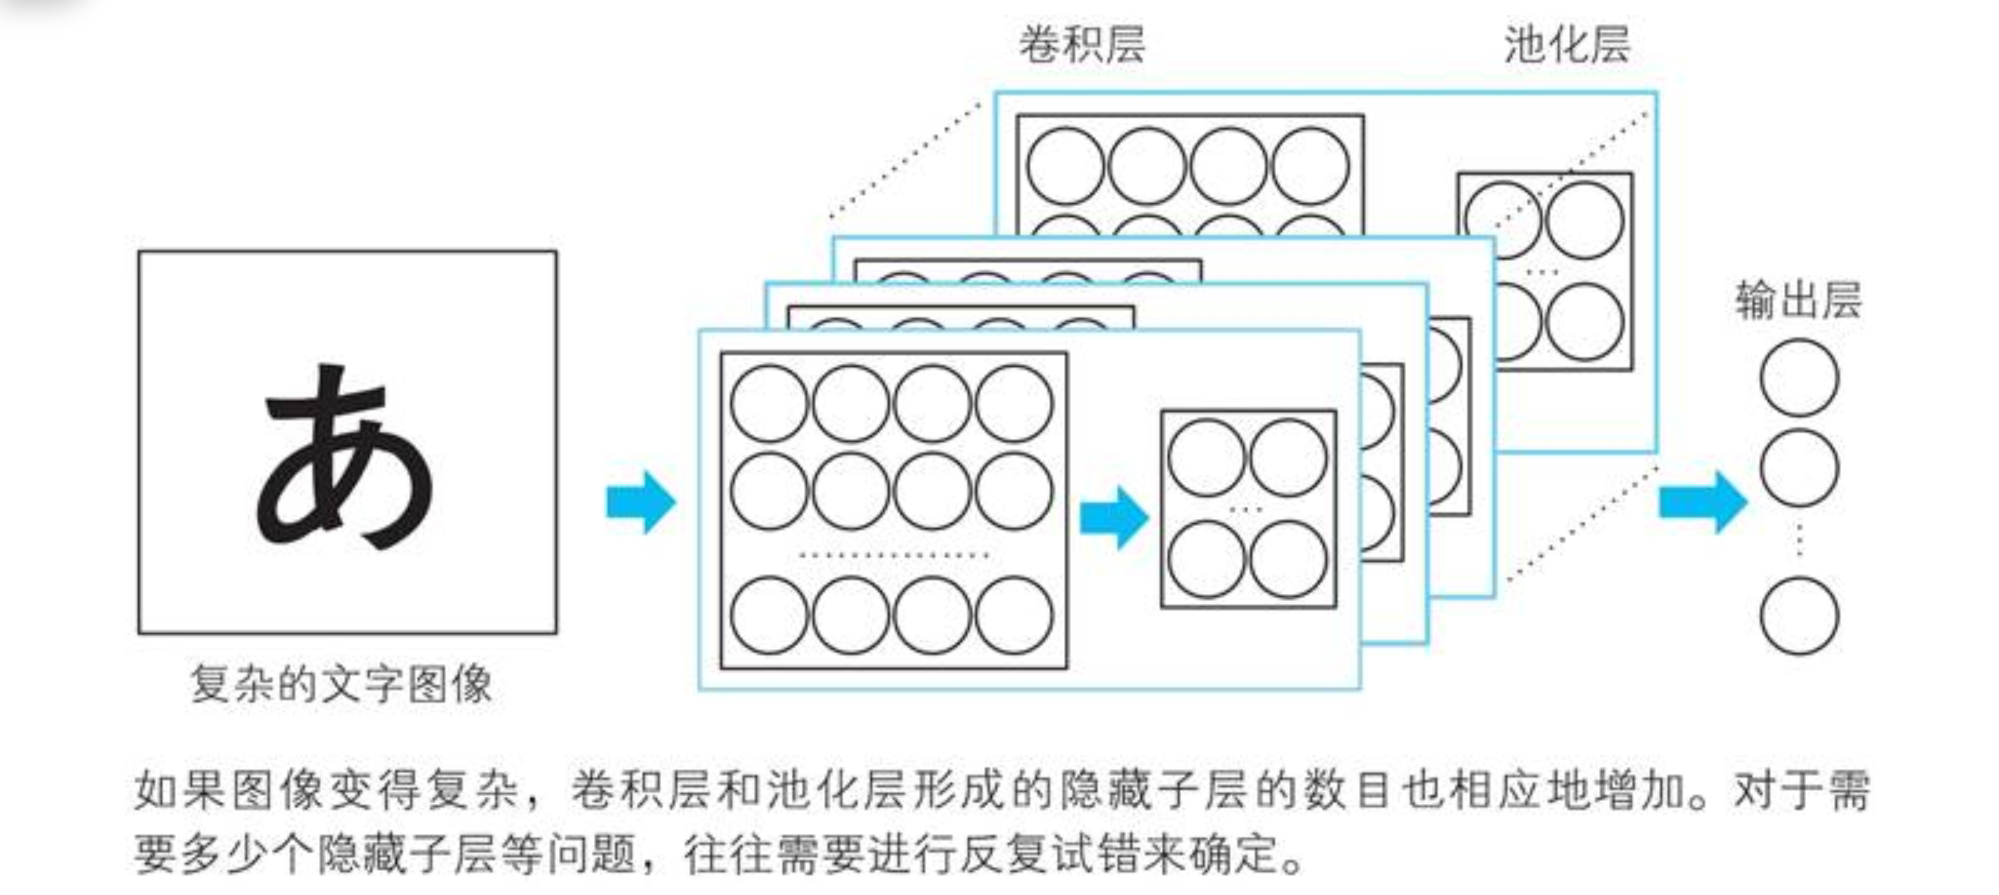 卷积层
池化层
输出层
あ
复杂的文字图像
如果图像变得复杂，卷积层和池化层形成的隐藏子层的数目也相应地增加。对于需
要多少个隐藏子层等问题，往往需要进行反复试错来确定。